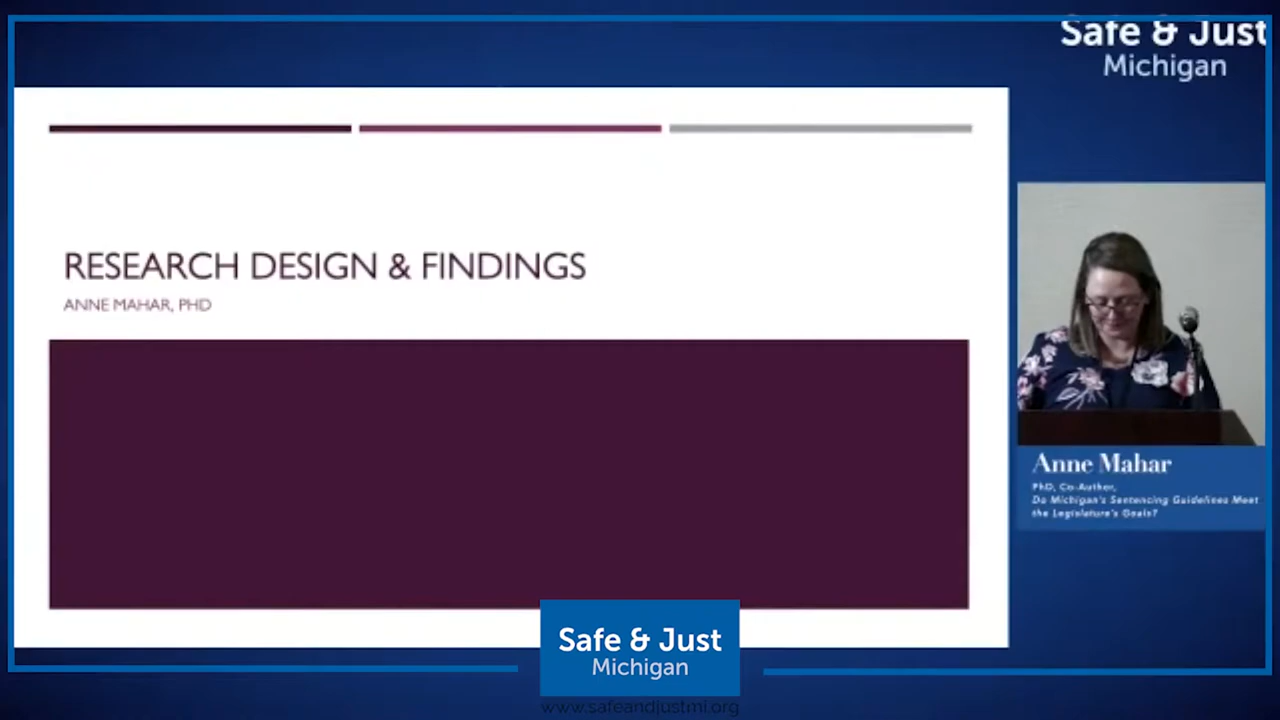 Safe & Just
Michigan
RESEARCH DESIGN & FINDINGS
ANNE MAHAR, PHD
Anne Mahar
PhD, Co-Author,
Do Michigan's Sentencing Guidelines Meet
the Legislature's Goals?
Safe & Just
Michigan
www.safeandjustmi.org